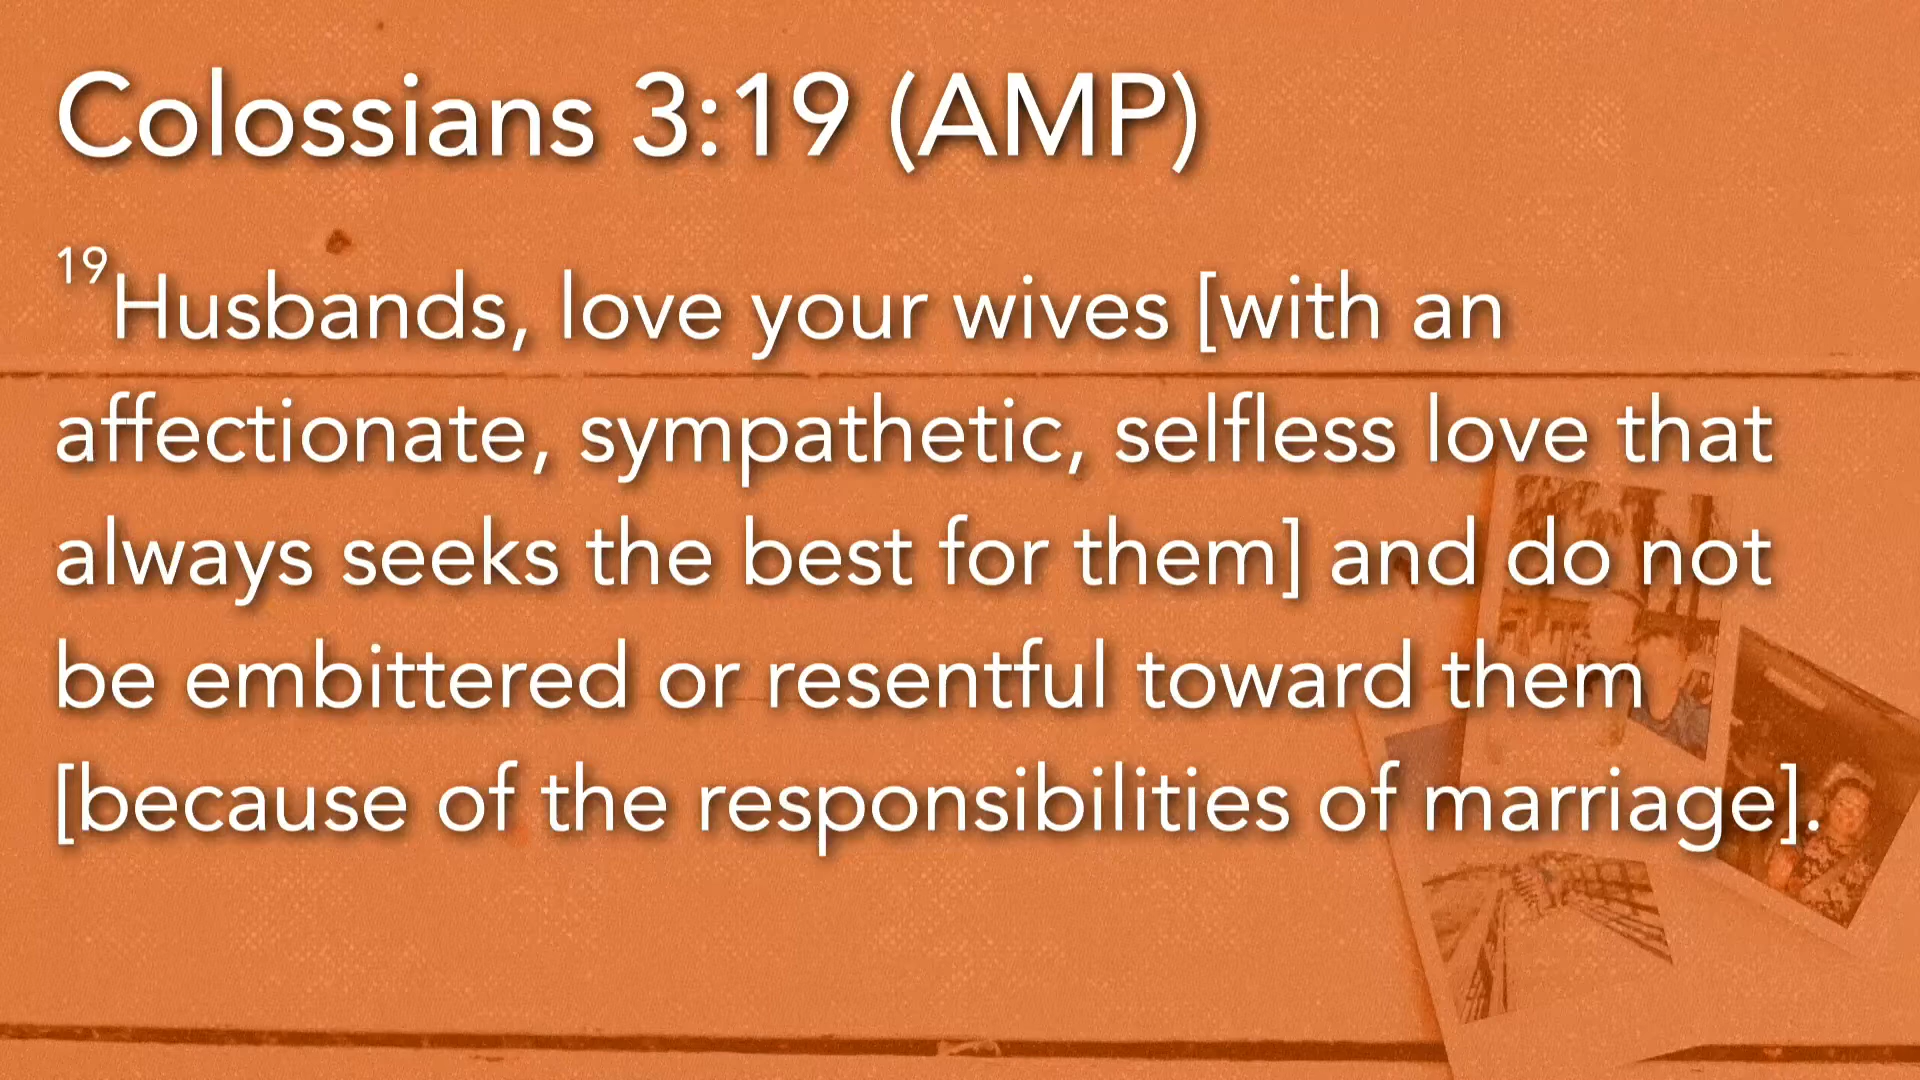 Colossians 3:19 (AMP)
19Husbands, love your wives [with an
affectionate, sympathetic, selfless love that
always seeks the best for them] and do not
be embittered or resentful toward them
[because of the responsibilities of marriage].